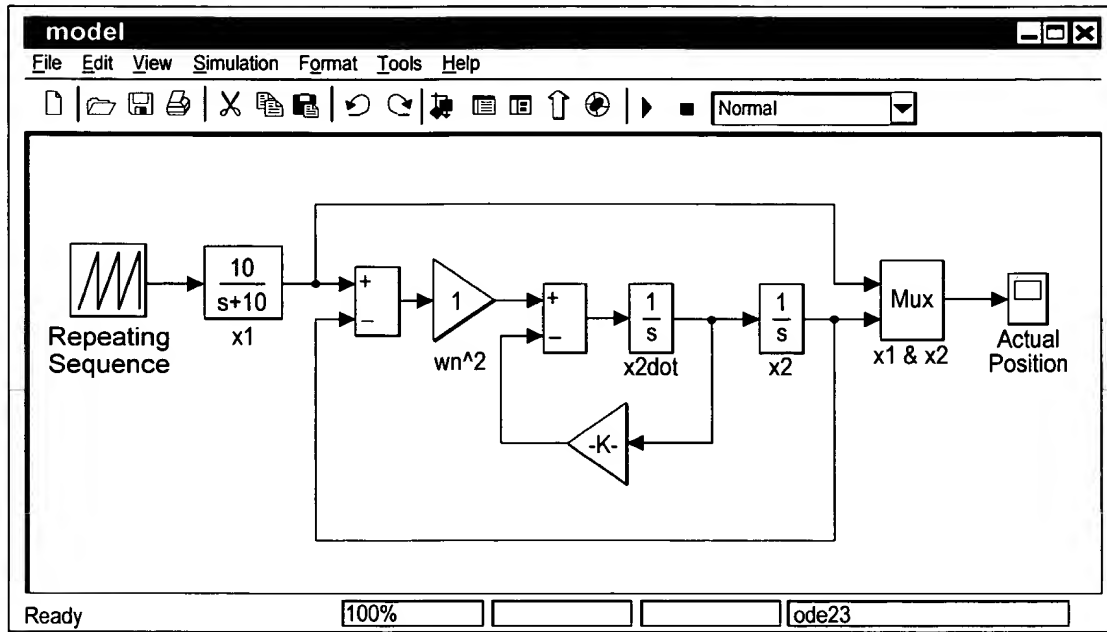 model
File Edit View Simulation Format Tools Help
Normal
Repeating
Sequence
10
s+10
x1
+
−
1
wn^2
+
−
1
s
x2dot
1
s
x2
-K-
Mux
x1 & x2
Actual
Position
Ready 100% ode23